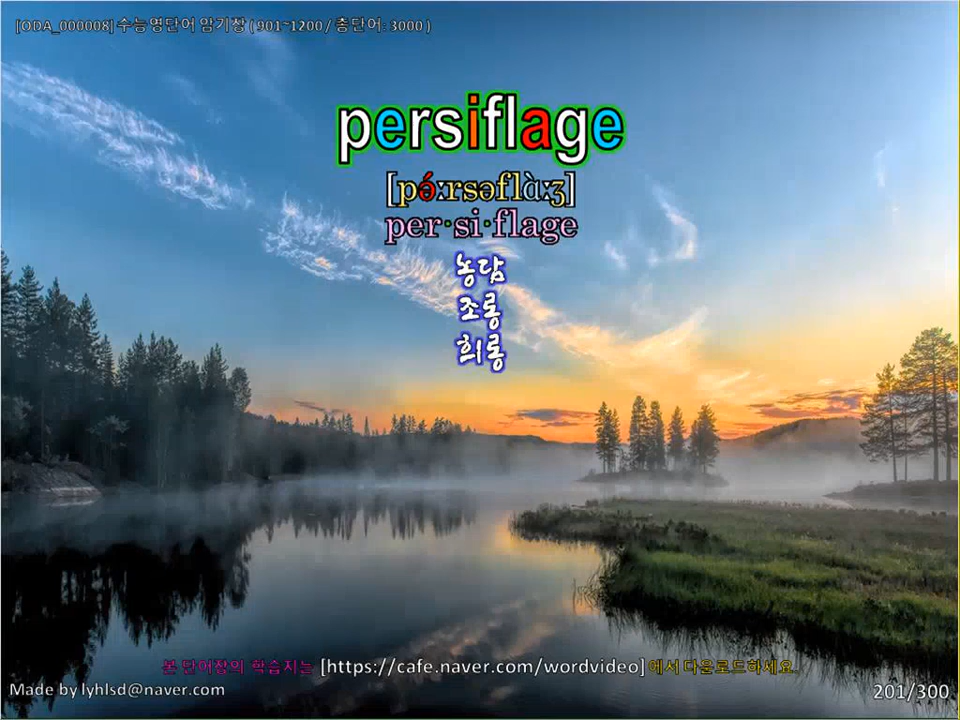 [ODA_000008] 수능영단어 암기장 ( 901~1200 / 총단어 : 3000 )
persiflage
[pə́ːrsəflὰːʒ]
per·si·flage
농담
조롱
희롱
본 단어장의 학습지는 [https://cafe.naver.com/wordvideo] 에서 다운로드하세요.
Made by lyhlsd@naver.com
201/300